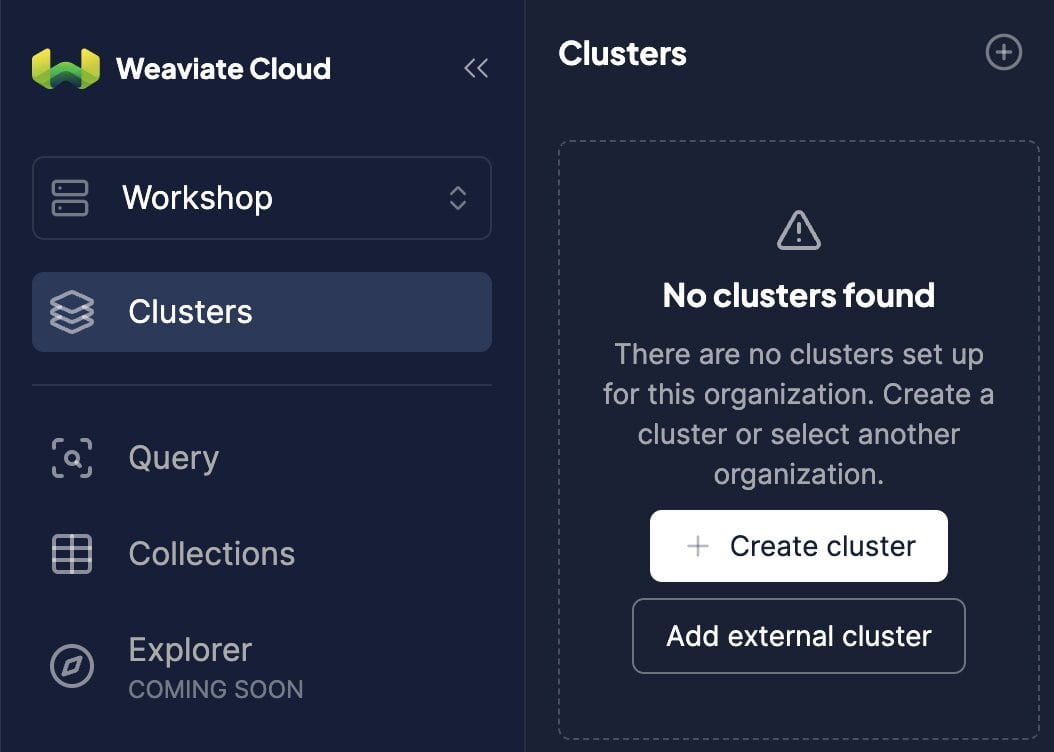 Weaviate Cloud
Workshop
Clusters
Query
Collections
Explorer
COMING SOON
Clusters
No clusters found
There are no clusters set up
for this organization. Create a
cluster or select another
organization.
Create cluster
Add external cluster